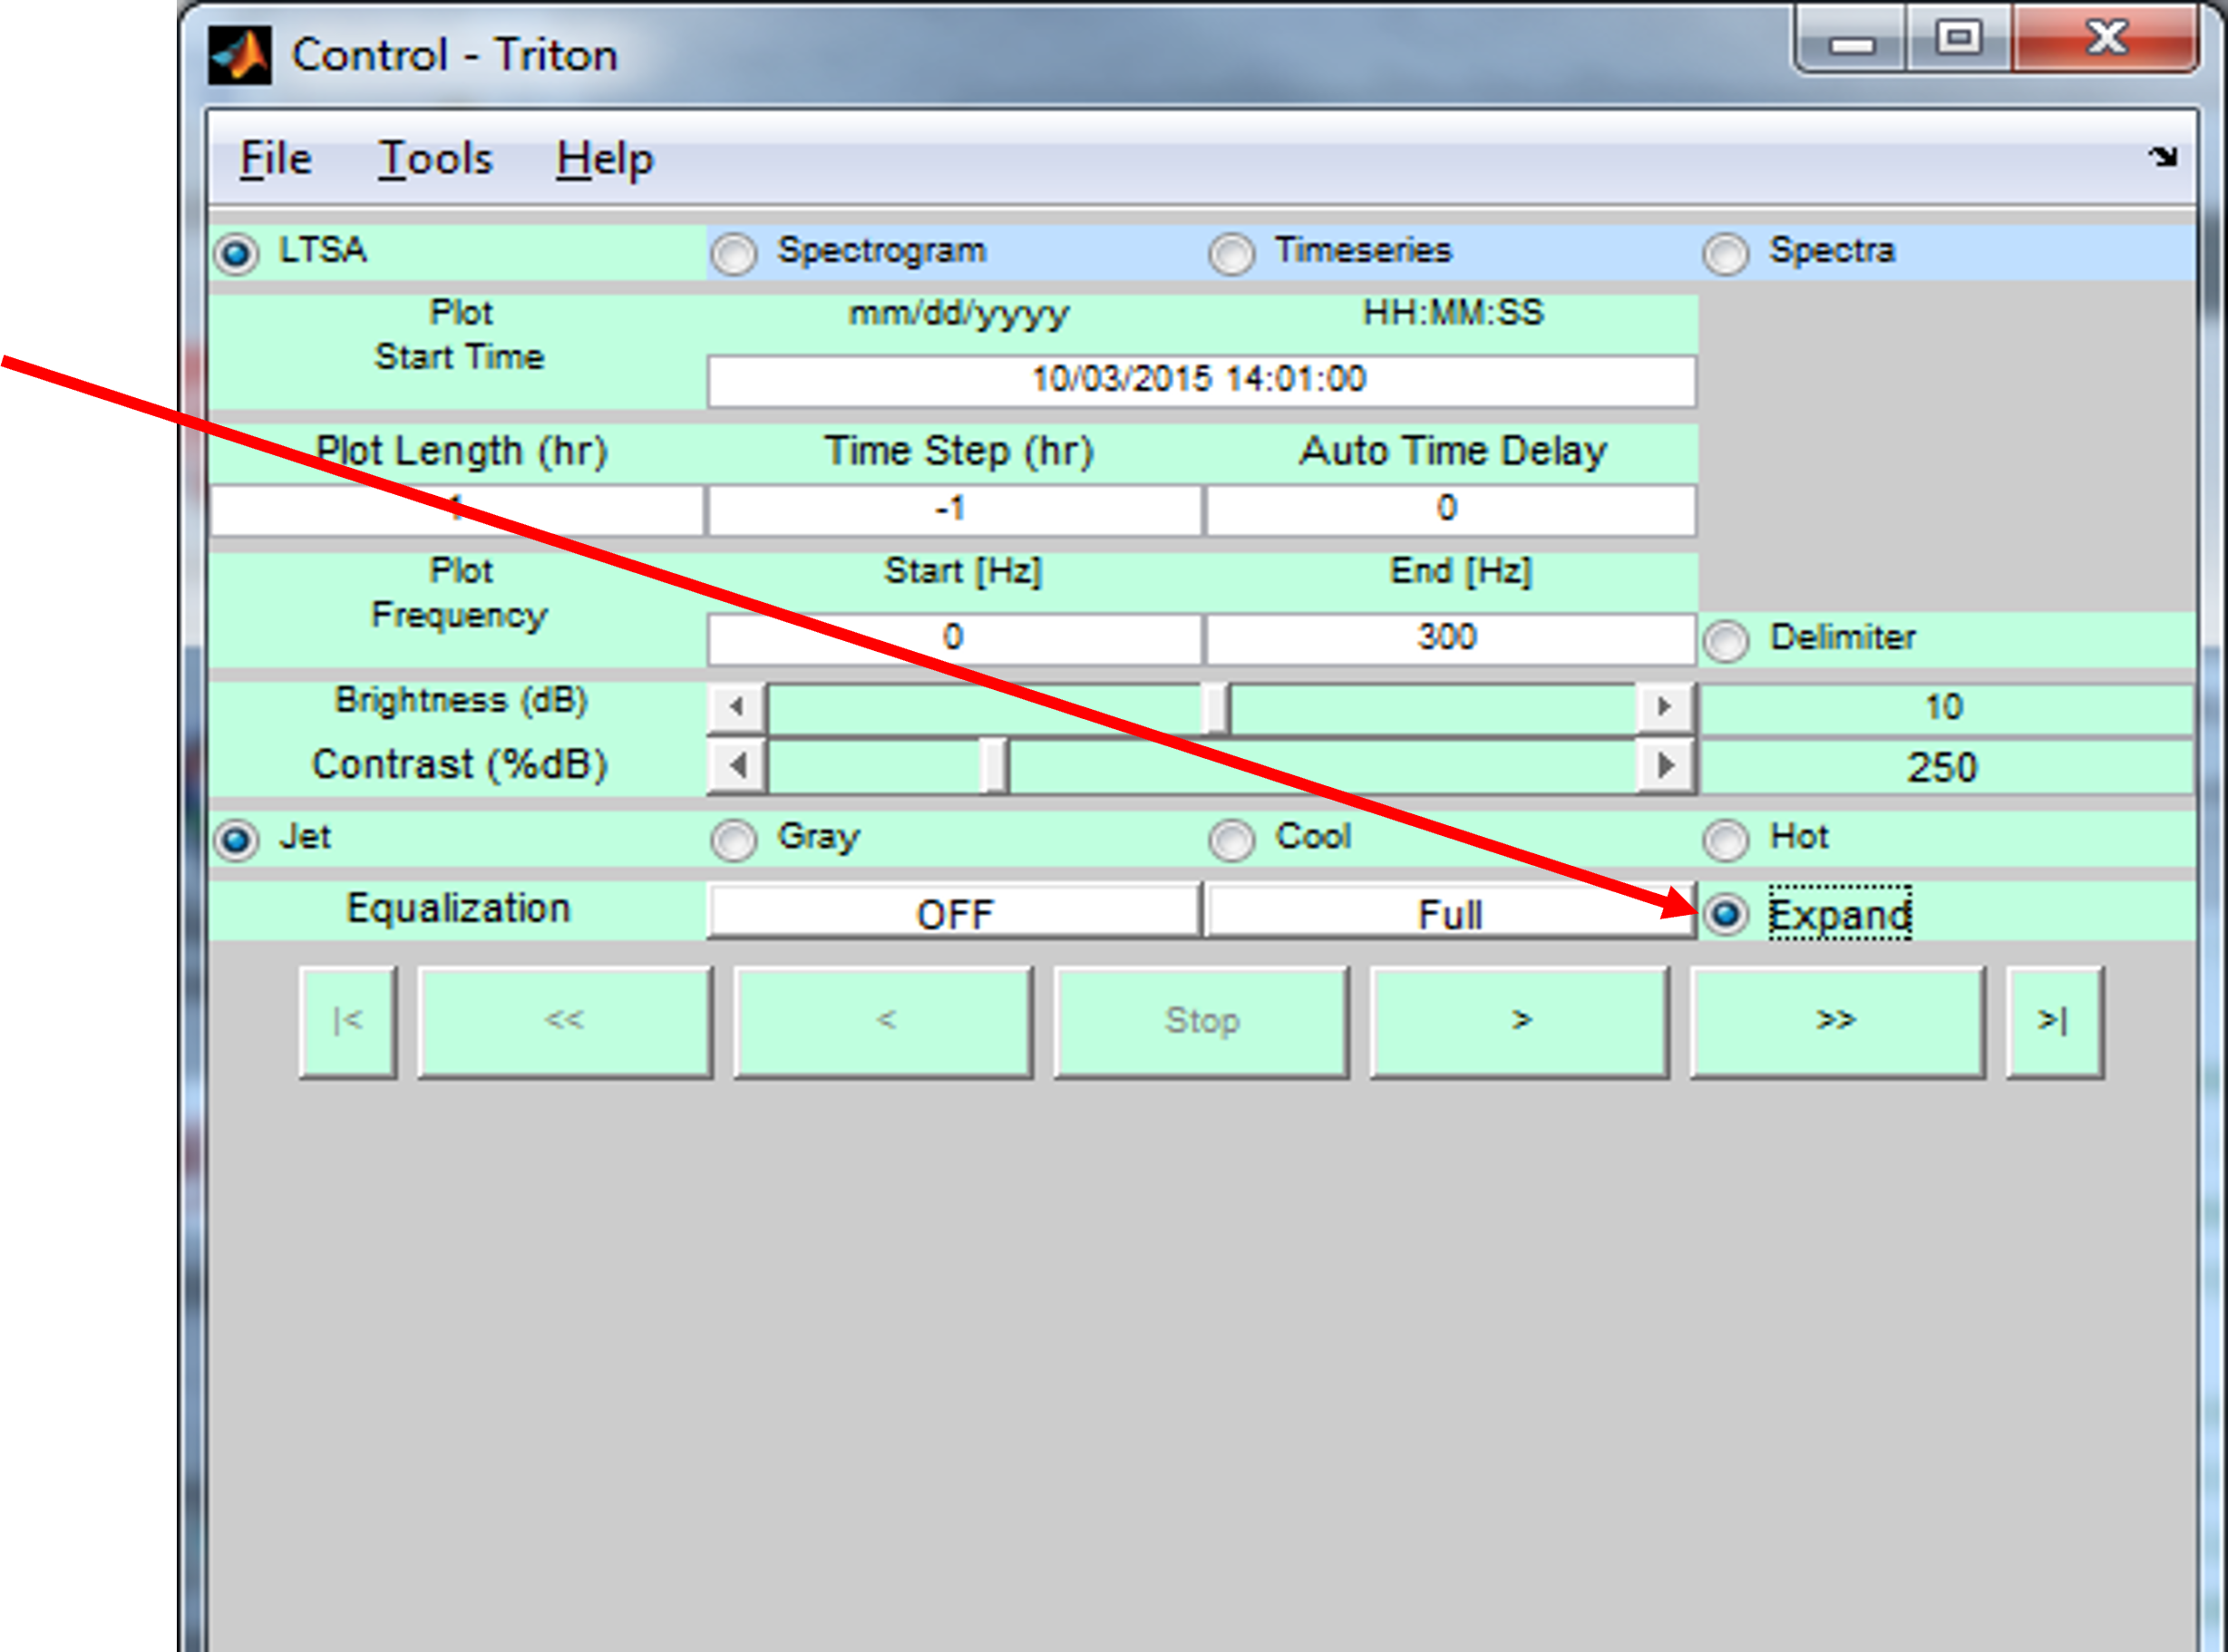 Control - Triton
File Tools Help
LTSA Spectrogram Timeseries Spectra
Plot mm/dd/yyyy HH:MM:SS
Start Time
10/03/2015 14:01:00
Plot Length (hr) Time Step (hr) Auto Time Delay
1 -1 0
Plot Start [Hz] End [Hz]
Frequency
0 300 Delimiter
Brightness (dB) 10
Contrast (%dB) 250
Jet Gray Cool Hot
Equalization OFF Full Expand
|< << < Stop > >> >|